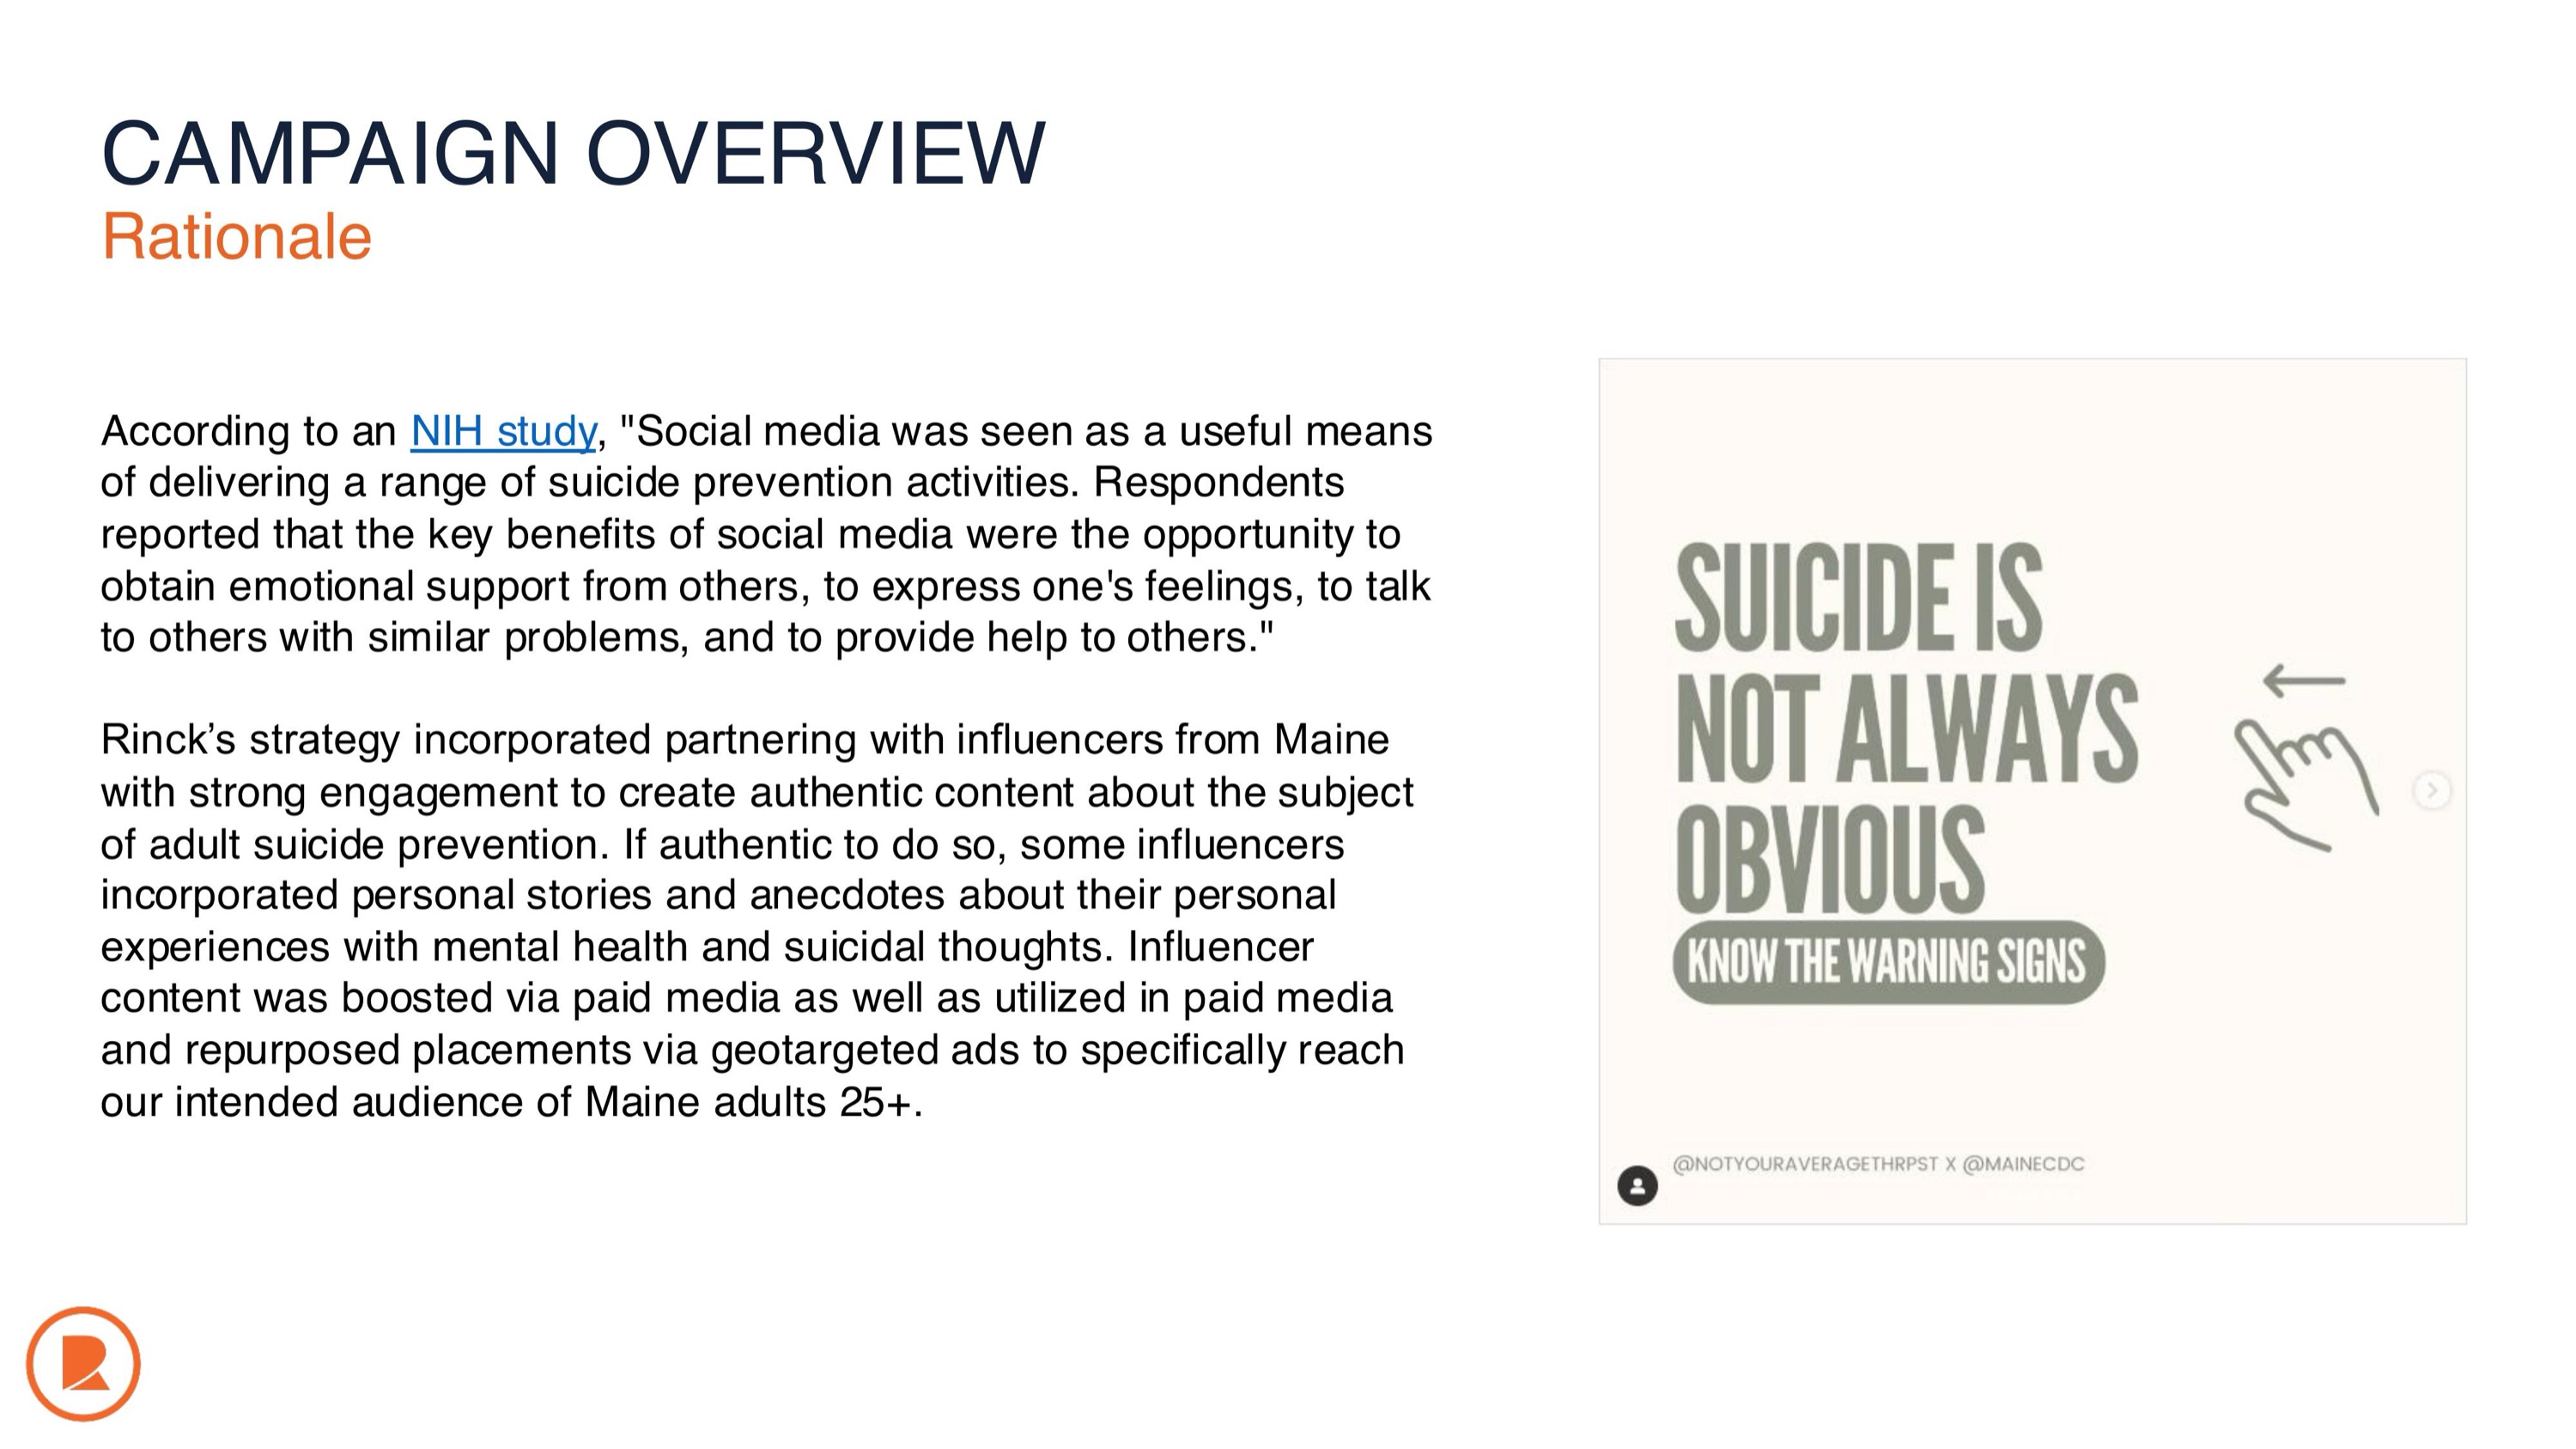 CAMPAIGN OVERVIEW
Rationale
According to an NIH study, "Social media was seen as a useful means
of delivering a range of suicide prevention activities. Respondents
reported that the key benefits of social media were the opportunity to
obtain emotional support from others, to express one's feelings, to talk
to others with similar problems, and to provide help to others."
Rinck’s strategy incorporated partnering with influencers from Maine
with strong engagement to create authentic content about the subject
of adult suicide prevention. If authentic to do so, some influencers
incorporated personal stories and anecdotes about their personal
experiences with mental health and suicidal thoughts. Influencer
content was boosted via paid media as well as utilized in paid media
and repurposed placements via geotargeted ads to specifically reach
our intended audience of Maine adults 25+.
SUICIDE IS
NOT ALWAYS
OBVIOUS
KNOW THE WARNING SIGNS
@NOTYOURAVERAGETHRPST X @MAINECDC
R